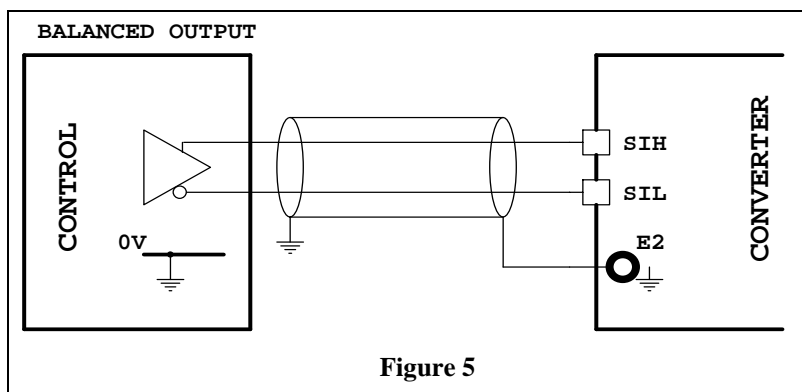 BALANCED OUTPUT
CONTROL
0V
SIH
SIL
E2
CONVERTER
Figure 5